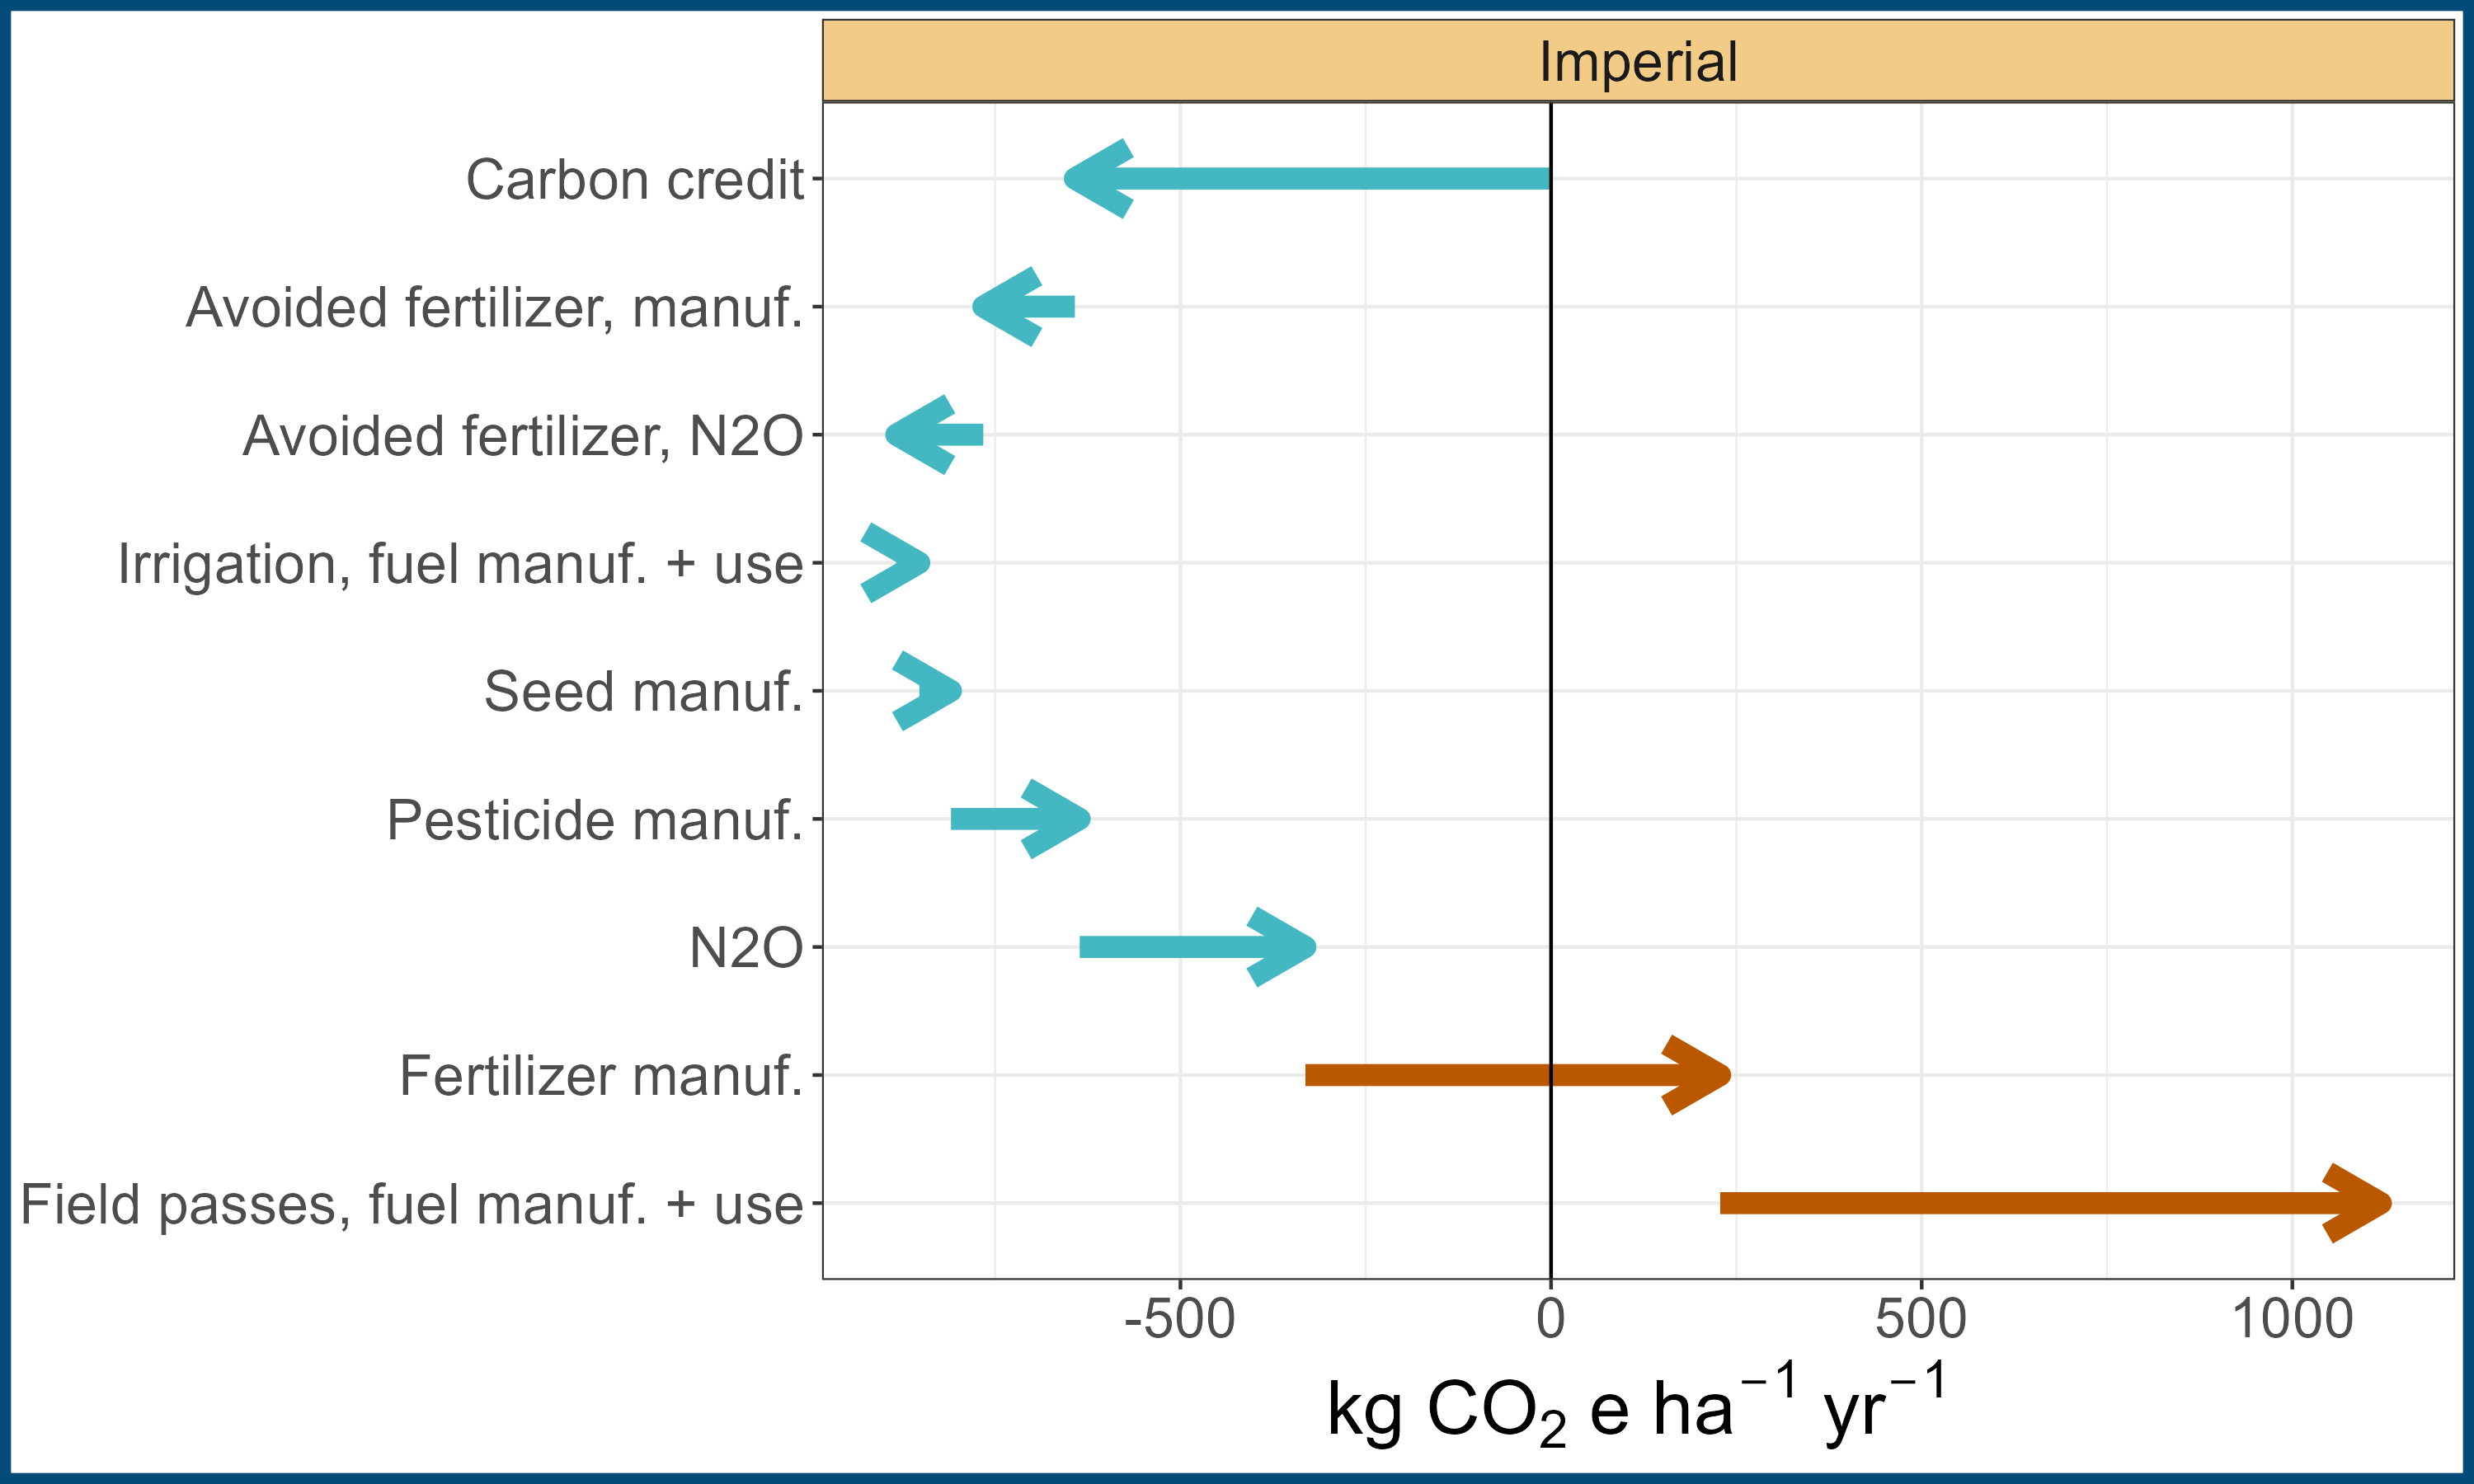 Imperial
Carbon credit
Avoided fertilizer, manuf.
Avoided fertilizer, N2O
Irrigation, fuel manuf. + use
Seed manuf.
Pesticide manuf.
N2O
Fertilizer manuf.
Field passes, fuel manuf. + use
-500 0 500 1000
kg CO₂ e ha⁻¹ yr⁻¹